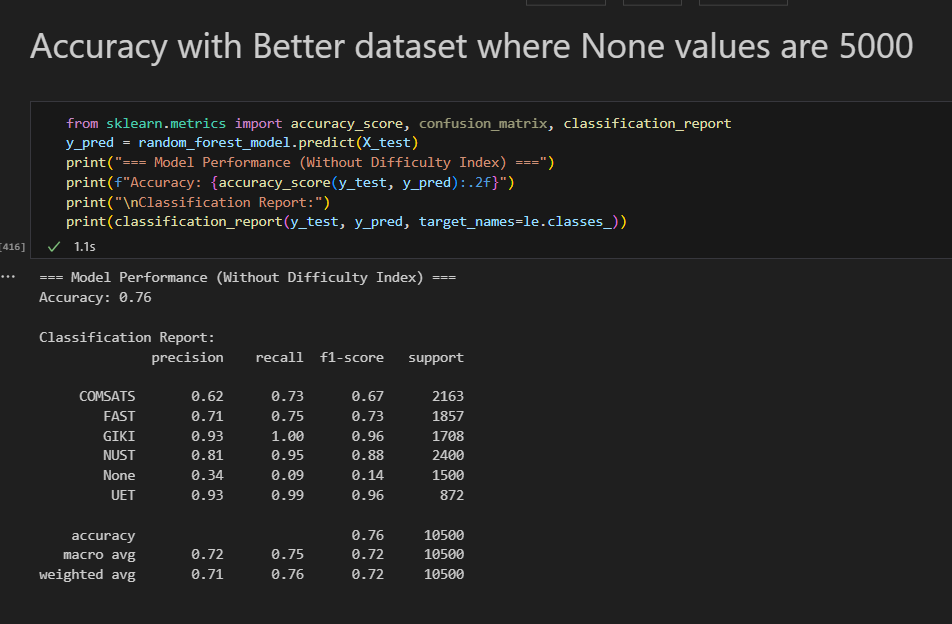 Accuracy with Better dataset where None values are 5000
from sklearn.metrics import accuracy_score, confusion_matrix, classification_report
y_pred = random_forest_model.predict(X_test)
print("=== Model Performance (Without Difficulty Index) ===")
print(f"Accuracy: {accuracy_score(y_test, y_pred):.2f}")
print("\nClassification Report:")
print(classification_report(y_test, y_pred, target_names=le.classes_))
[416] ✓ 1.1s
··· === Model Performance (Without Difficulty Index) ===
Accuracy: 0.76
Classification Report:
precision recall f1-score support
COMSATS 0.62 0.73 0.67 2163
FAST 0.71 0.75 0.73 1857
GIKI 0.93 1.00 0.96 1708
NUST 0.81 0.95 0.88 2400
None 0.34 0.09 0.14 1500
UET 0.93 0.99 0.96 872
accuracy 0.76 10500
macro avg 0.72 0.75 0.72 10500
weighted avg 0.71 0.76 0.72 10500